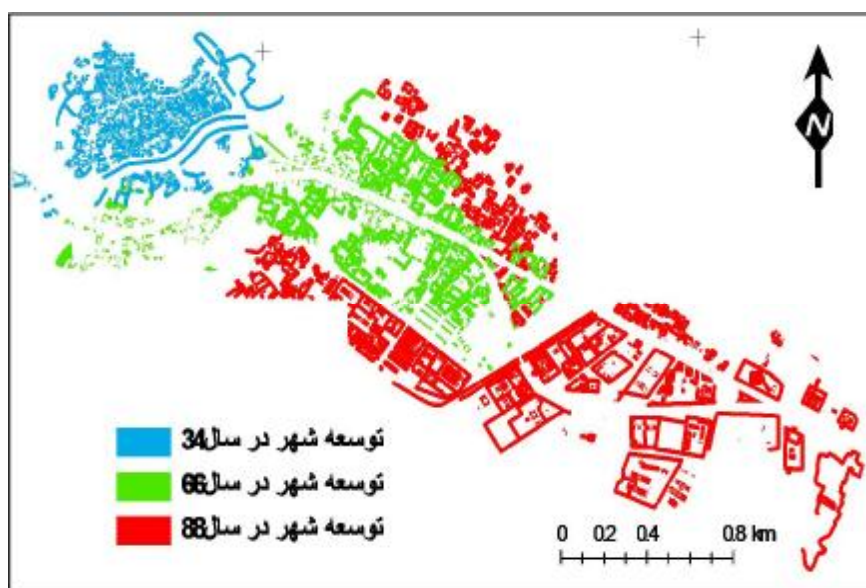 N
توسعه شهر در سال34
توسعه شهر در سال66
توسعه شهر در سال88
0 0.2 0.4 0.8 km